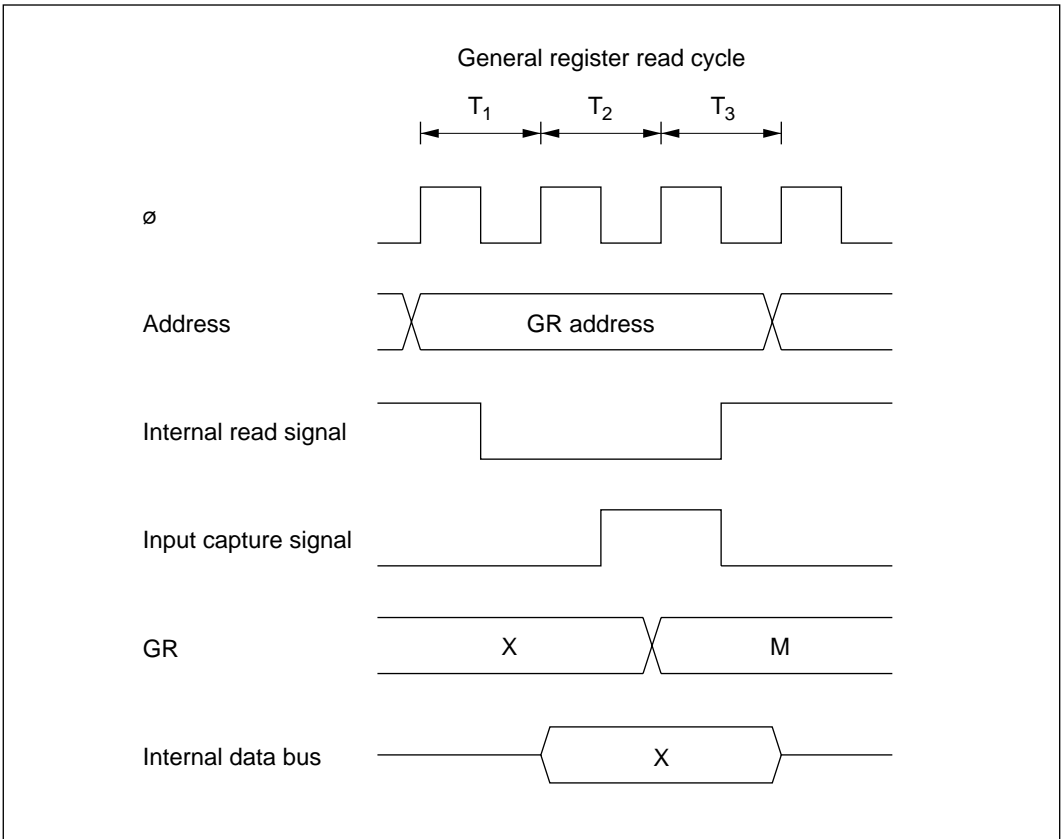 General register read cycle
T1 T2 T3
ø
Address GR address
Internal read signal
Input capture signal
GR X M
Internal data bus X